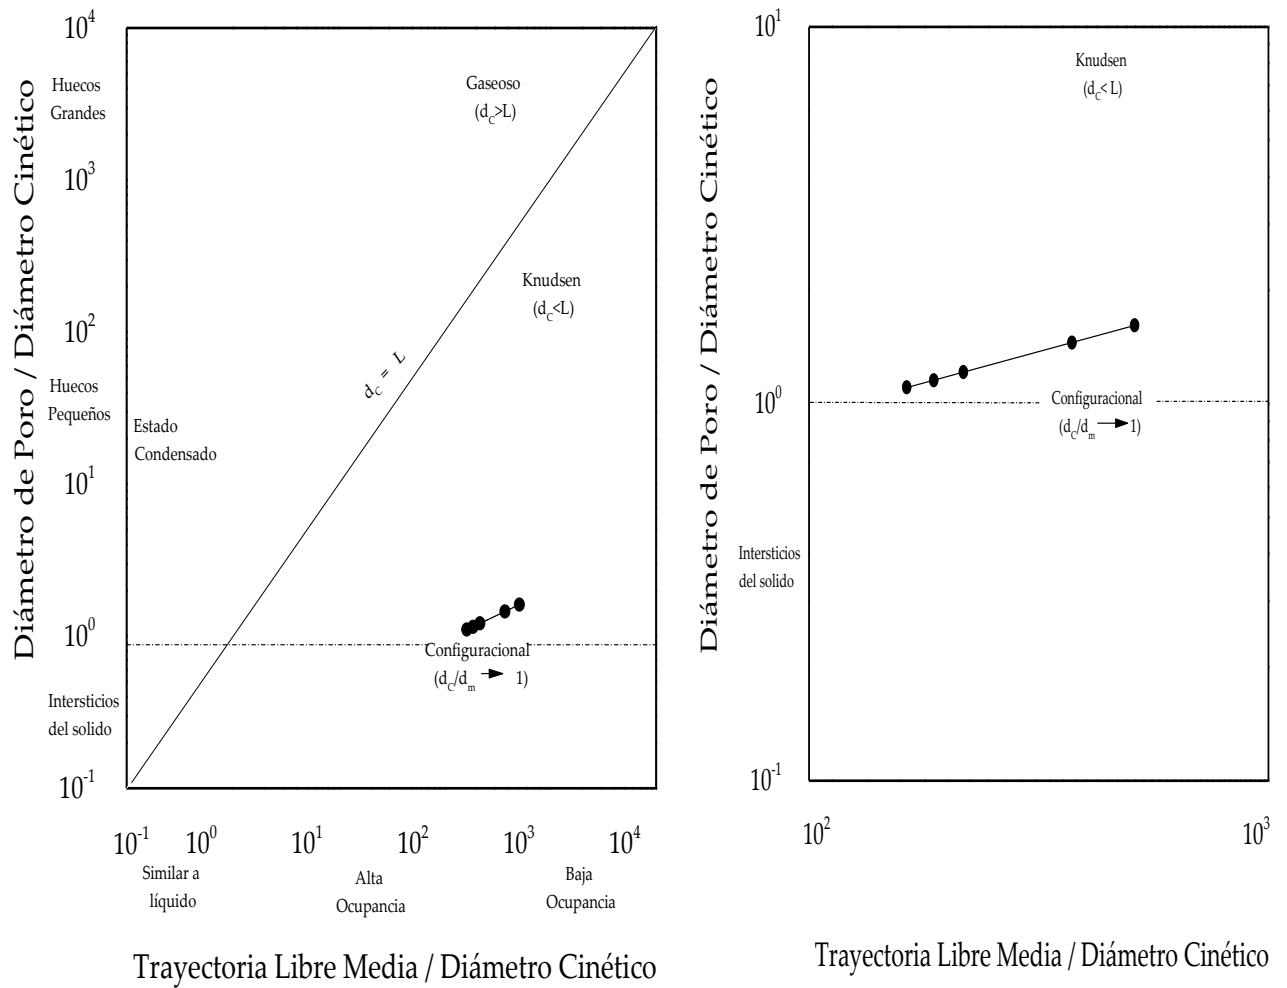 Diámetro de Poro / Diámetro Cinético
10^4
10^3
10^2
10^1
10^0
10^-1
Huecos
Grandes
Huecos
Pequeños
Intersticios
del solido
Gaseoso
(d_C>L)
Knudsen
(d_C<L)
d_C = L
Estado
Condensado
Configuracional
(d_C/d_m → 1)
10^-1 10^0 10^1 10^2 10^3 10^4
Similar a
líquido
Alta
Ocupancia
Baja
Ocupancia
Trayectoria Libre Media / Diámetro Cinético
Diámetro de Poro / Diámetro Cinético
10^1
10^0
10^-1
Knudsen
(d_C< L)
Configuracional
(d_C/d_m → 1)
Intersticios
del solido
10^2 10^3
Trayectoria Libre Media / Diámetro Cinético